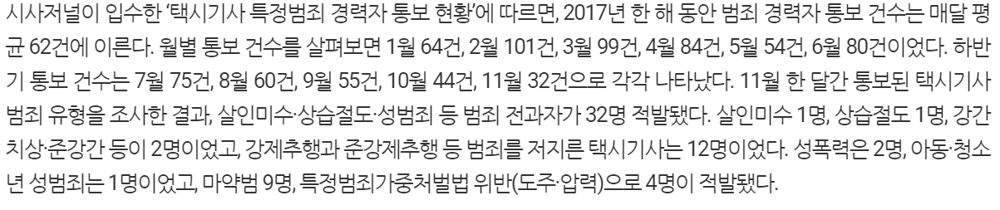 시사저널이 입수한 ‘택시기사 특정범죄 경력자 통보 현황’에 따르면, 2017년 한 해 동안 범죄 경력자 통보 건수는 매달 평
균 62건에 이른다. 월별 통보 건수를 살펴보면 1월 64건, 2월 101건, 3월 99건, 4월 84건, 5월 54건, 6월 80건이었다. 하반
기 통보 건수는 7월 75건, 8월 60건, 9월 55건, 10월 44건, 11월 32건으로 각각 나타났다. 11월 한 달간 통보된 택시기사
범죄 유형을 조사한 결과, 살인미수·상습절도·성범죄 등 범죄 전과자가 32명 적발됐다. 살인미수 1명, 상습절도 1명, 강간
치상·준강간 등이 2명이었고, 강제추행과 준강제추행 등 범죄를 저지른 택시기사는 12명이었다. 성폭력은 2명, 아동·청소
년 성범죄는 1명이었고, 마약범 9명, 특정범죄가중처벌법 위반(도주·압력)으로 4명이 적발됐다.